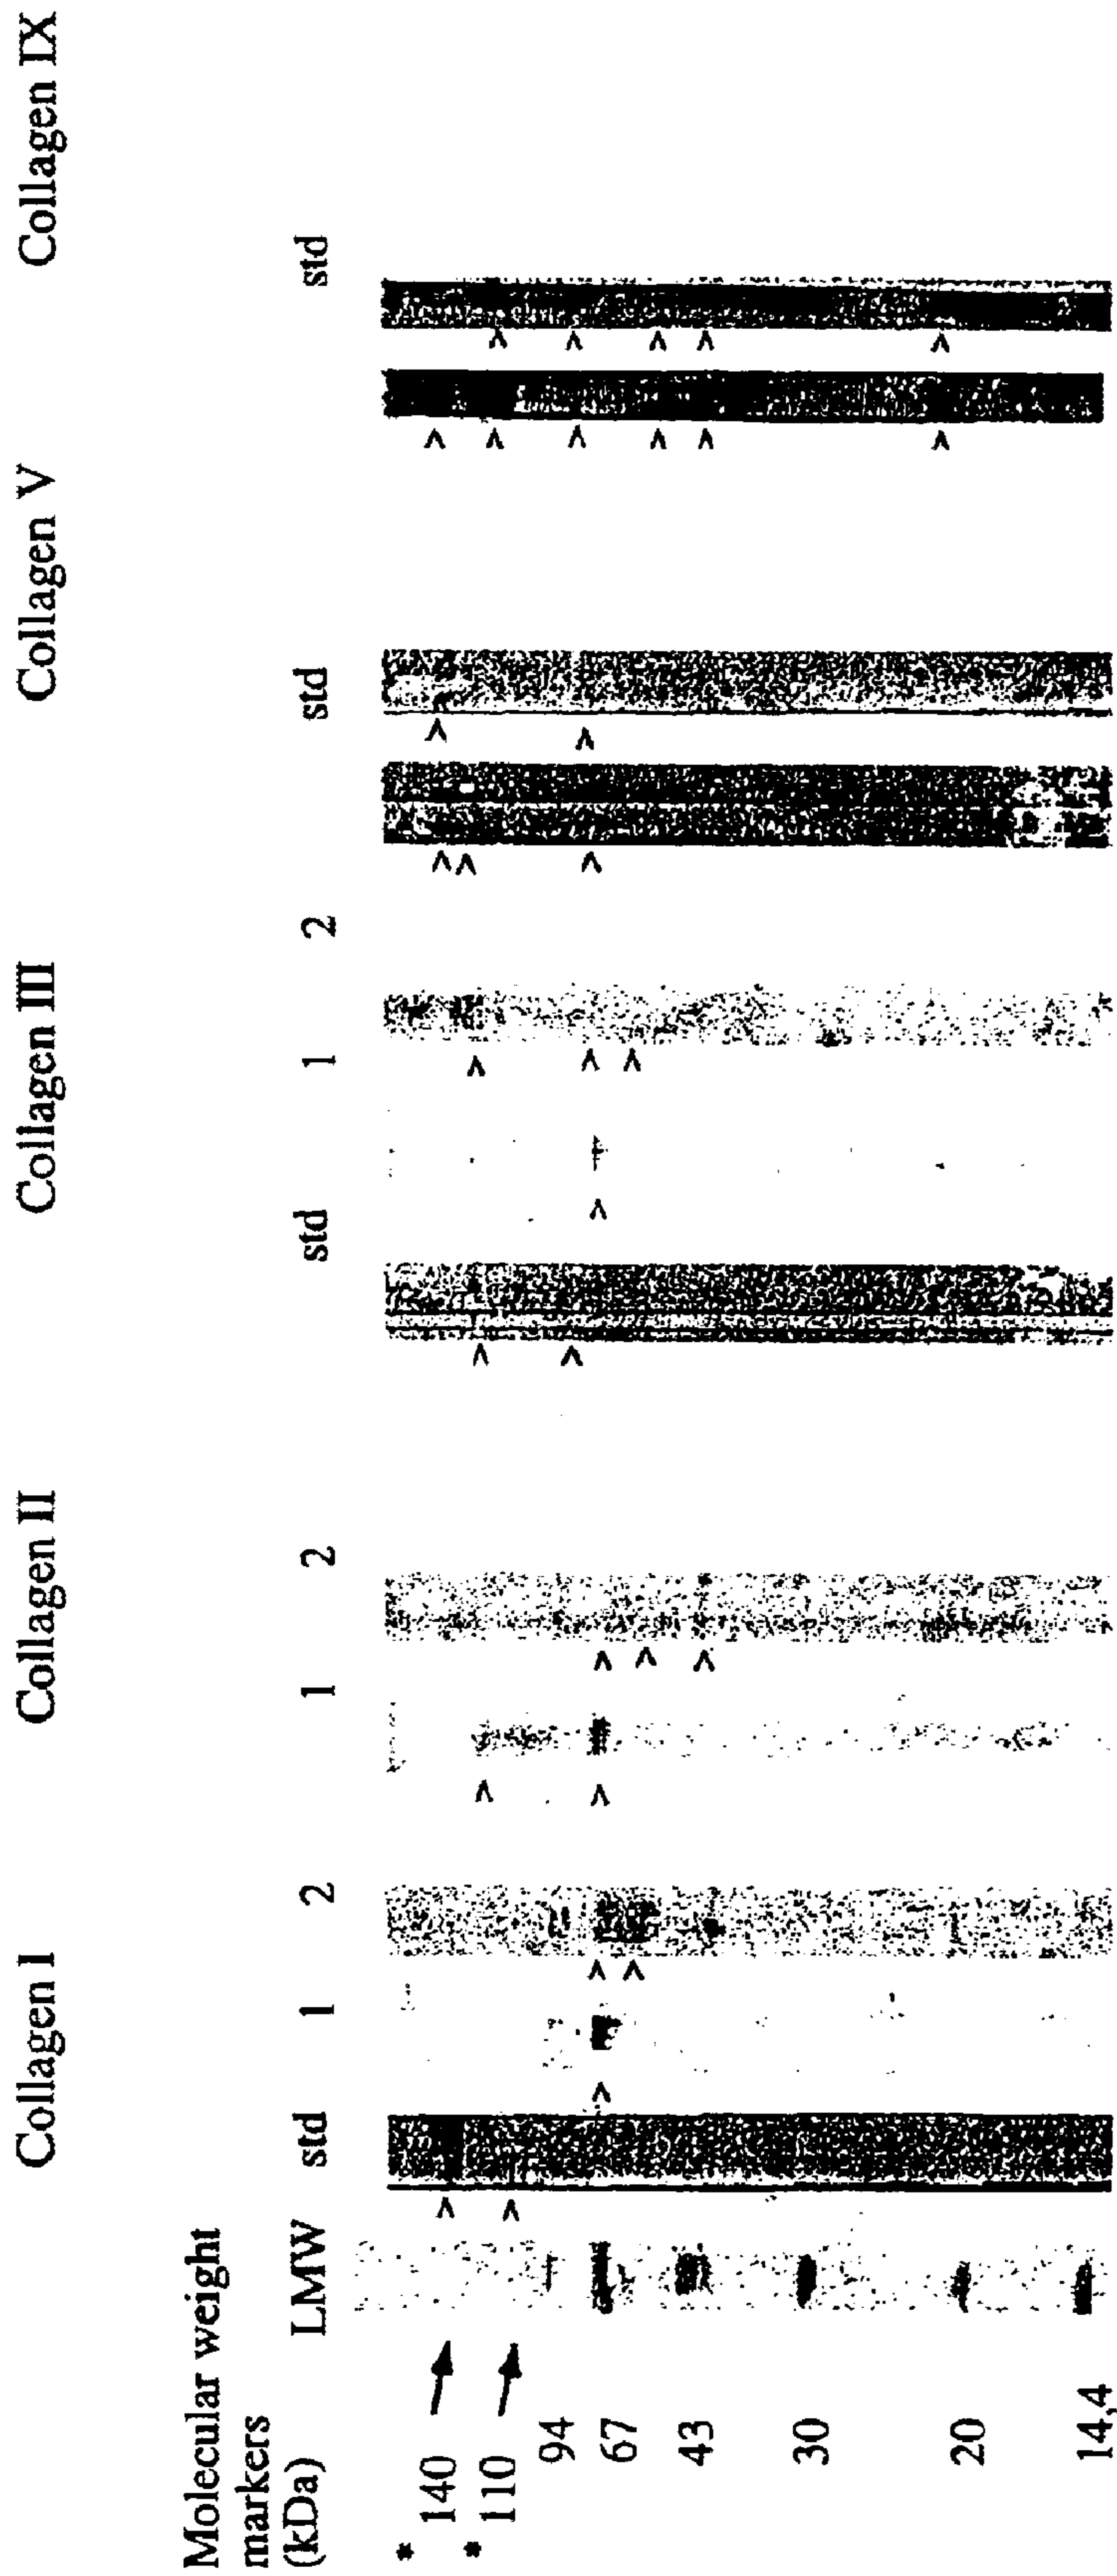 Collagen I Collagen II Collagen III Collagen V Collagen IX
Molecular weight
markers
(kDa) LMW std 1 2 1 2 std 1 2 std std
* 140
* 110
94
67
43
30
20
14,4